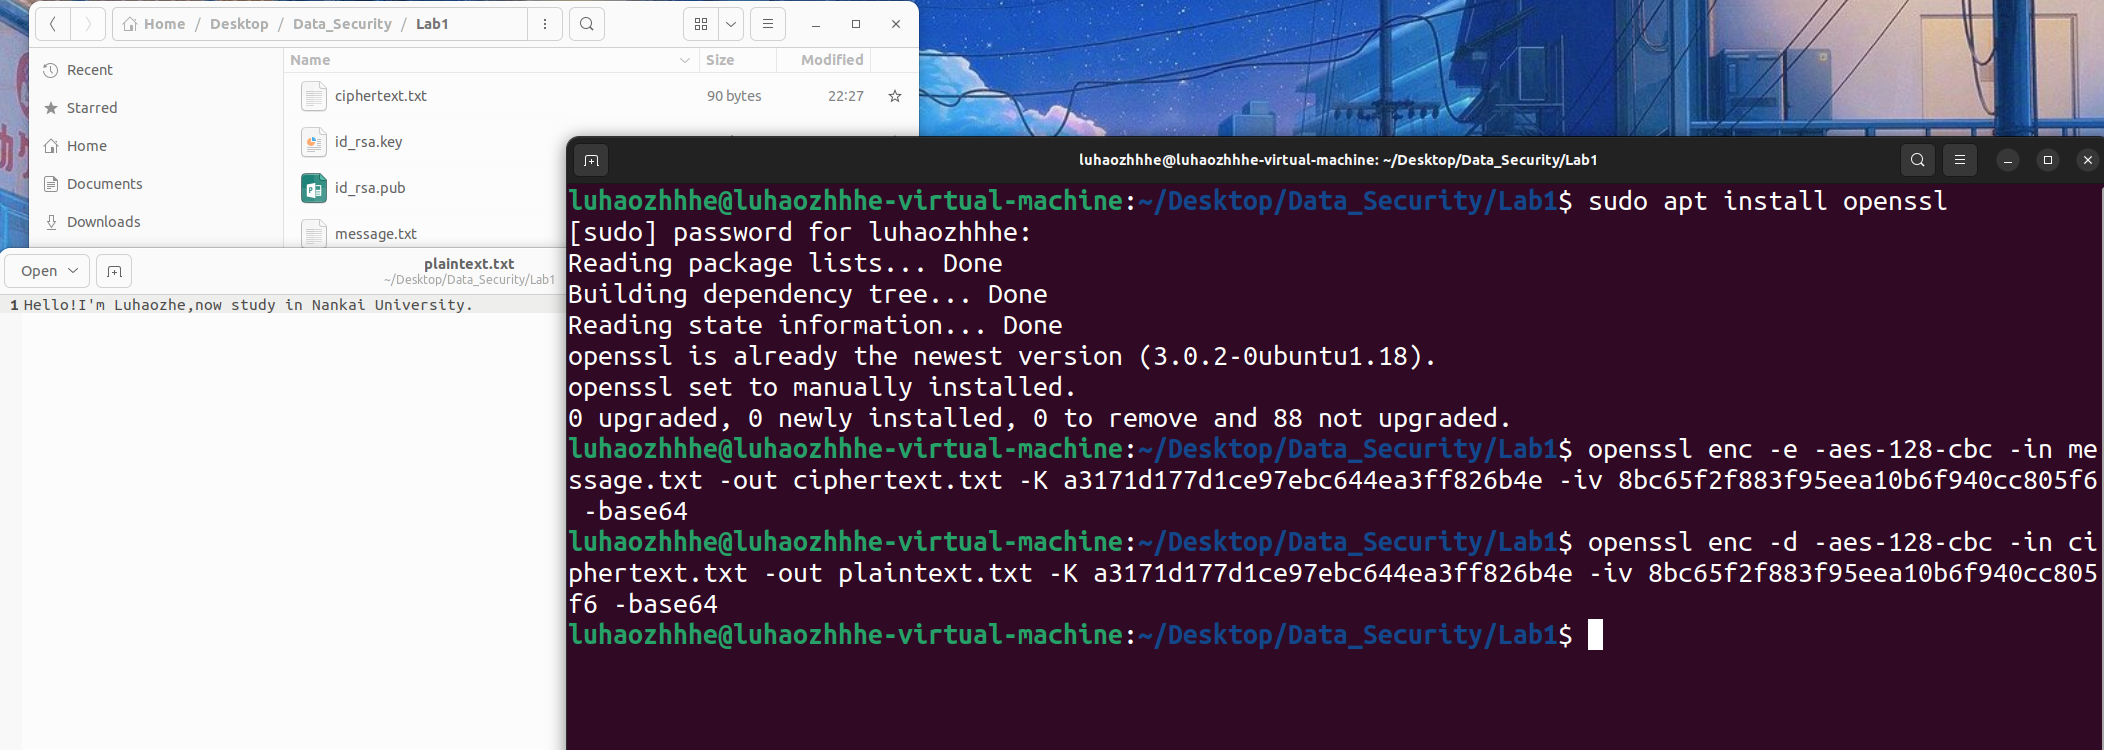 Home / Desktop / Data_Security / Lab1
Name Size Modified
Recent
Starred
Home
Documents
Downloads
ciphertext.txt 90 bytes 22:27
id_rsa.key
id_rsa.pub
message.txt
Open
plaintext.txt
~/Desktop/Data_Security/Lab1
1 Hello!I'm Luhaozhe,now study in Nankai University.
luhaozhhhe@luhaozhhhe-virtual-machine: ~/Desktop/Data_Security/Lab1
luhaozhhhe@luhaozhhhe-virtual-machine:~/Desktop/Data_Security/Lab1$ sudo apt install openssl
[sudo] password for luhaozhhhe:
Reading package lists... Done
Building dependency tree... Done
Reading state information... Done
openssl is already the newest version (3.0.2-0ubuntu1.18).
openssl set to manually installed.
0 upgraded, 0 newly installed, 0 to remove and 88 not upgraded.
luhaozhhhe@luhaozhhhe-virtual-machine:~/Desktop/Data_Security/Lab1$ openssl enc -e -aes-128-cbc -in me
ssage.txt -out ciphertext.txt -K a3171d177d1ce97ebc644ea3ff826b4e -iv 8bc65f2f883f95eea10b6f940cc805f6
-base64
luhaozhhhe@luhaozhhhe-virtual-machine:~/Desktop/Data_Security/Lab1$ openssl enc -d -aes-128-cbc -in ci
phertext.txt -out plaintext.txt -K a3171d177d1ce97ebc644ea3ff826b4e -iv 8bc65f2f883f95eea10b6f940cc805
f6 -base64
luhaozhhhe@luhaozhhhe-virtual-machine:~/Desktop/Data_Security/Lab1$